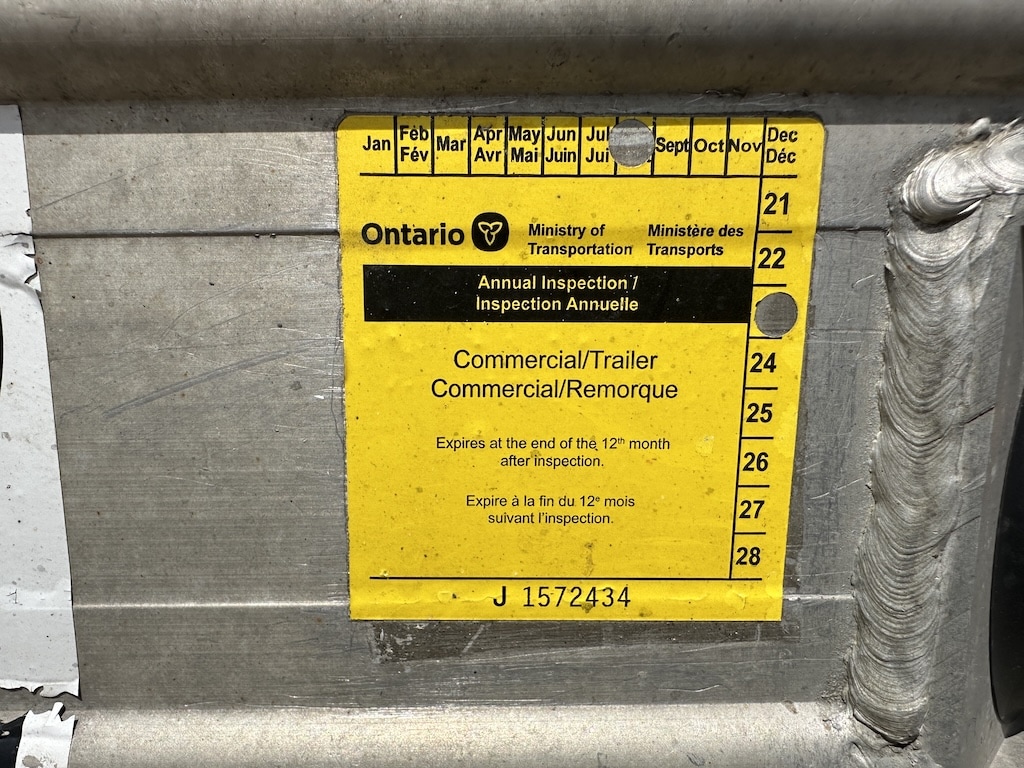 Jan Feb Mar Apr May Jun Jul Sept Oct Nov Dec
Fév Avr Mai Juin Jui Déc
21
Ontario Ministry of Ministère des
Transportation Transports
22
Annual Inspection /
Inspection Annuelle
Commercial/Trailer
24
Commercial/Remorque
25
Expires at the end of the 12th month
after inspection.
26
Expire à la fin du 12e mois
27
suivant l'inspection.
28
J 1572434